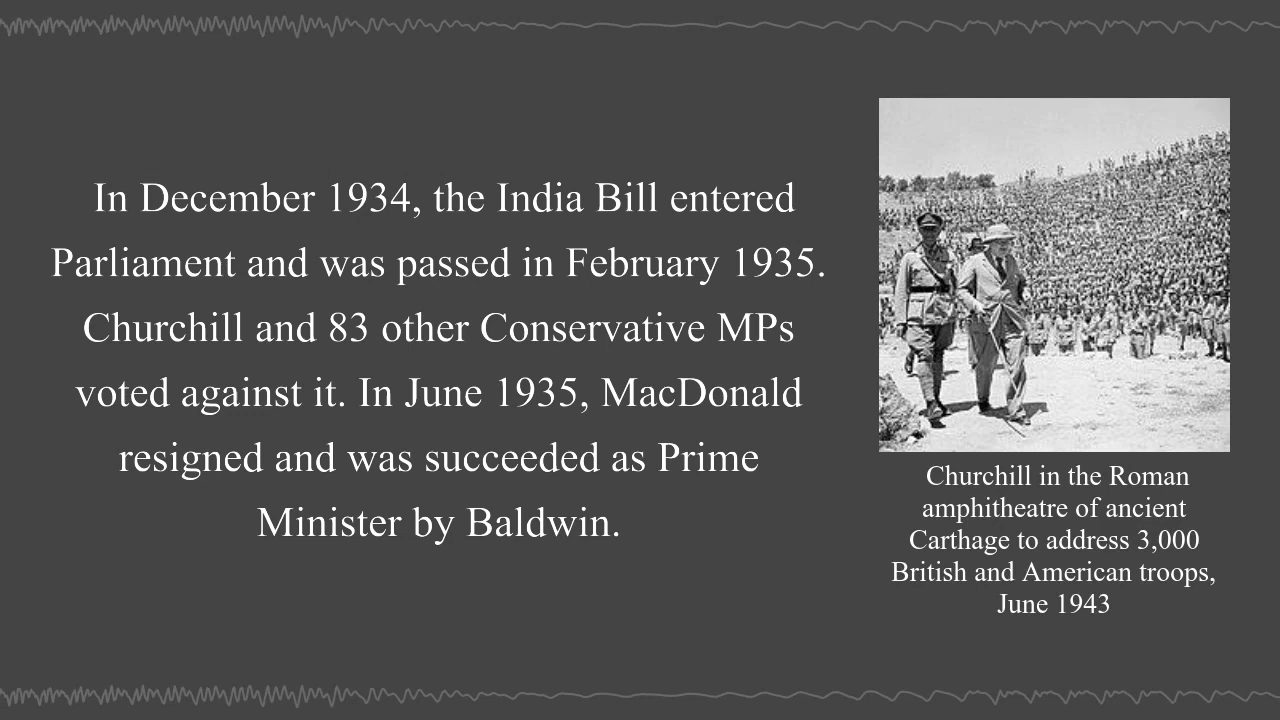 In December 1934, the India Bill entered
Parliament and was passed in February 1935.
Churchill and 83 other Conservative MPs
voted against it. In June 1935, MacDonald
resigned and was succeeded as Prime
Minister by Baldwin.
Churchill in the Roman
amphitheatre of ancient
Carthage to address 3,000
British and American troops,
June 1943